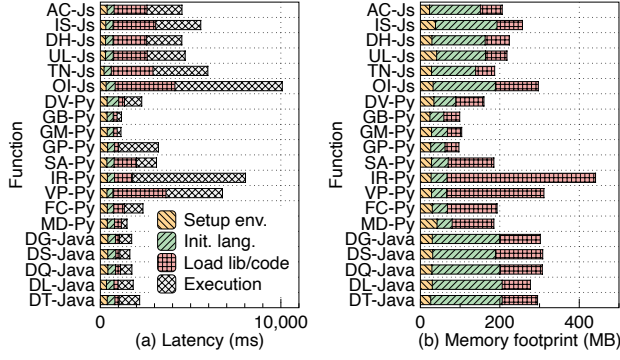 Function
AC-Js
IS-Js
DH-Js
UL-Js
TN-Js
OI-Js
DV-Py
GB-Py
GM-Py
GP-Py
SA-Py
IR-Py
VP-Py
FC-Py
MD-Py
DG-Java
DS-Java
DQ-Java
DL-Java
DT-Java
Setup env.
Init. lang.
Load lib/code
Execution
0
10,000
(a) Latency (ms)
Function
AC-Js
IS-Js
DH-Js
UL-Js
TN-Js
OI-Js
DV-Py
GB-Py
GM-Py
GP-Py
SA-Py
IR-Py
VP-Py
FC-Py
MD-Py
DG-Java
DS-Java
DQ-Java
DL-Java
DT-Java
0
200
400
(b) Memory footprint (MB)